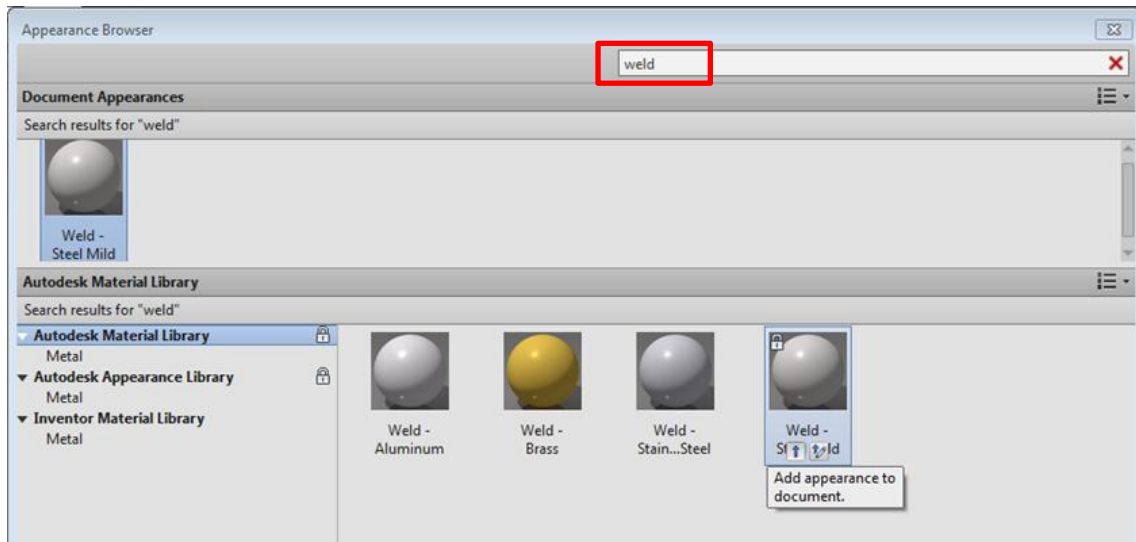 Appearance Browser
weld
Document Appearances
Search results for "weld"
Weld -
Steel Mild
Autodesk Material Library
Search results for "weld"
Autodesk Material Library
Metal
Autodesk Appearance Library
Metal
Inventor Material Library
Metal
Weld -
Aluminum
Weld -
Brass
Weld -
Stain...Steel
Weld -
Add appearance to
document.